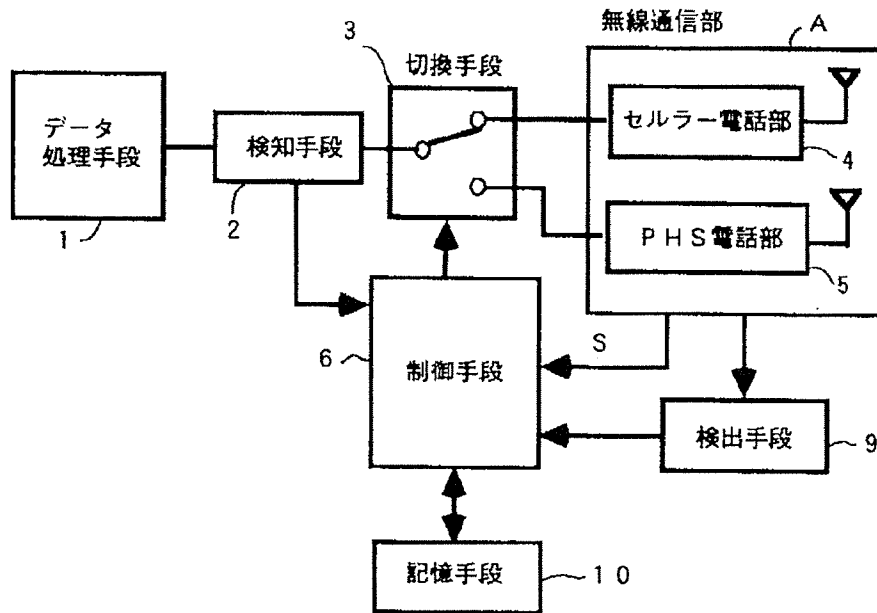 無線通信部
A
3
切換手段
データ
処理手段
1
検知手段
2
セルラー電話部
4
PHS電話部
5
6
制御手段
S
検出手段
9
記憶手段
10